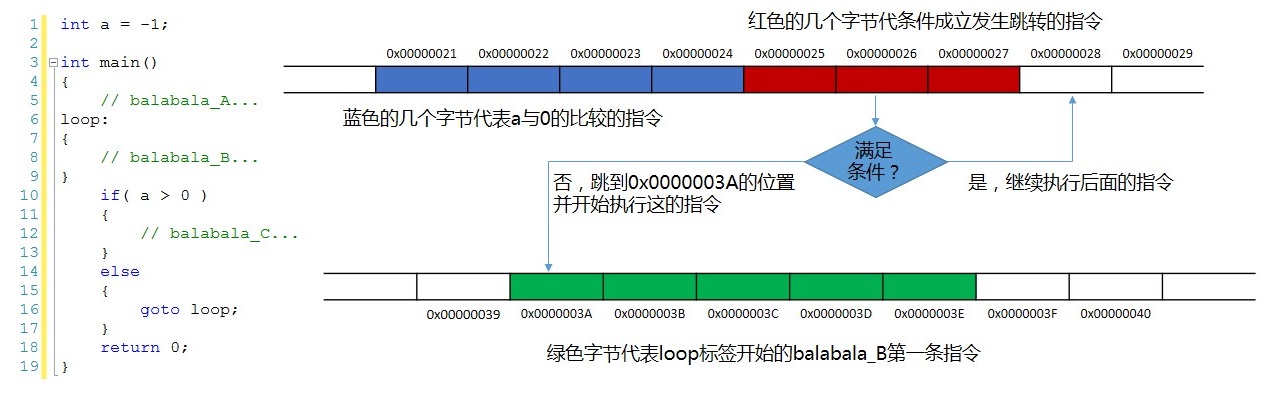 1 int a = -1;
2
3 int main()
4 {
5 // balabala_A...
6 loop:
7 {
8 // balabala_B...
9 }
10 if( a > 0 )
11 {
12 // balabala_C...
13 }
14 else
15 {
16 goto loop;
17 }
18 return 0;
19 }
红色的几个字节代条件成立发生跳转的指令
0x00000021 0x00000022 0x00000023 0x00000024 0x00000025 0x00000026 0x00000027 0x00000028 0x00000029
蓝色的几个字节代表a与0的比较的指令
满足
条件？
否，跳到0x0000003A的位置
并开始执行这的指令
是，继续执行后面的指令
0x00000039 0x0000003A 0x0000003B 0x0000003C 0x0000003D 0x0000003E 0x0000003F 0x00000040
绿色字节代表loop标签开始的balabala_B第一条指令